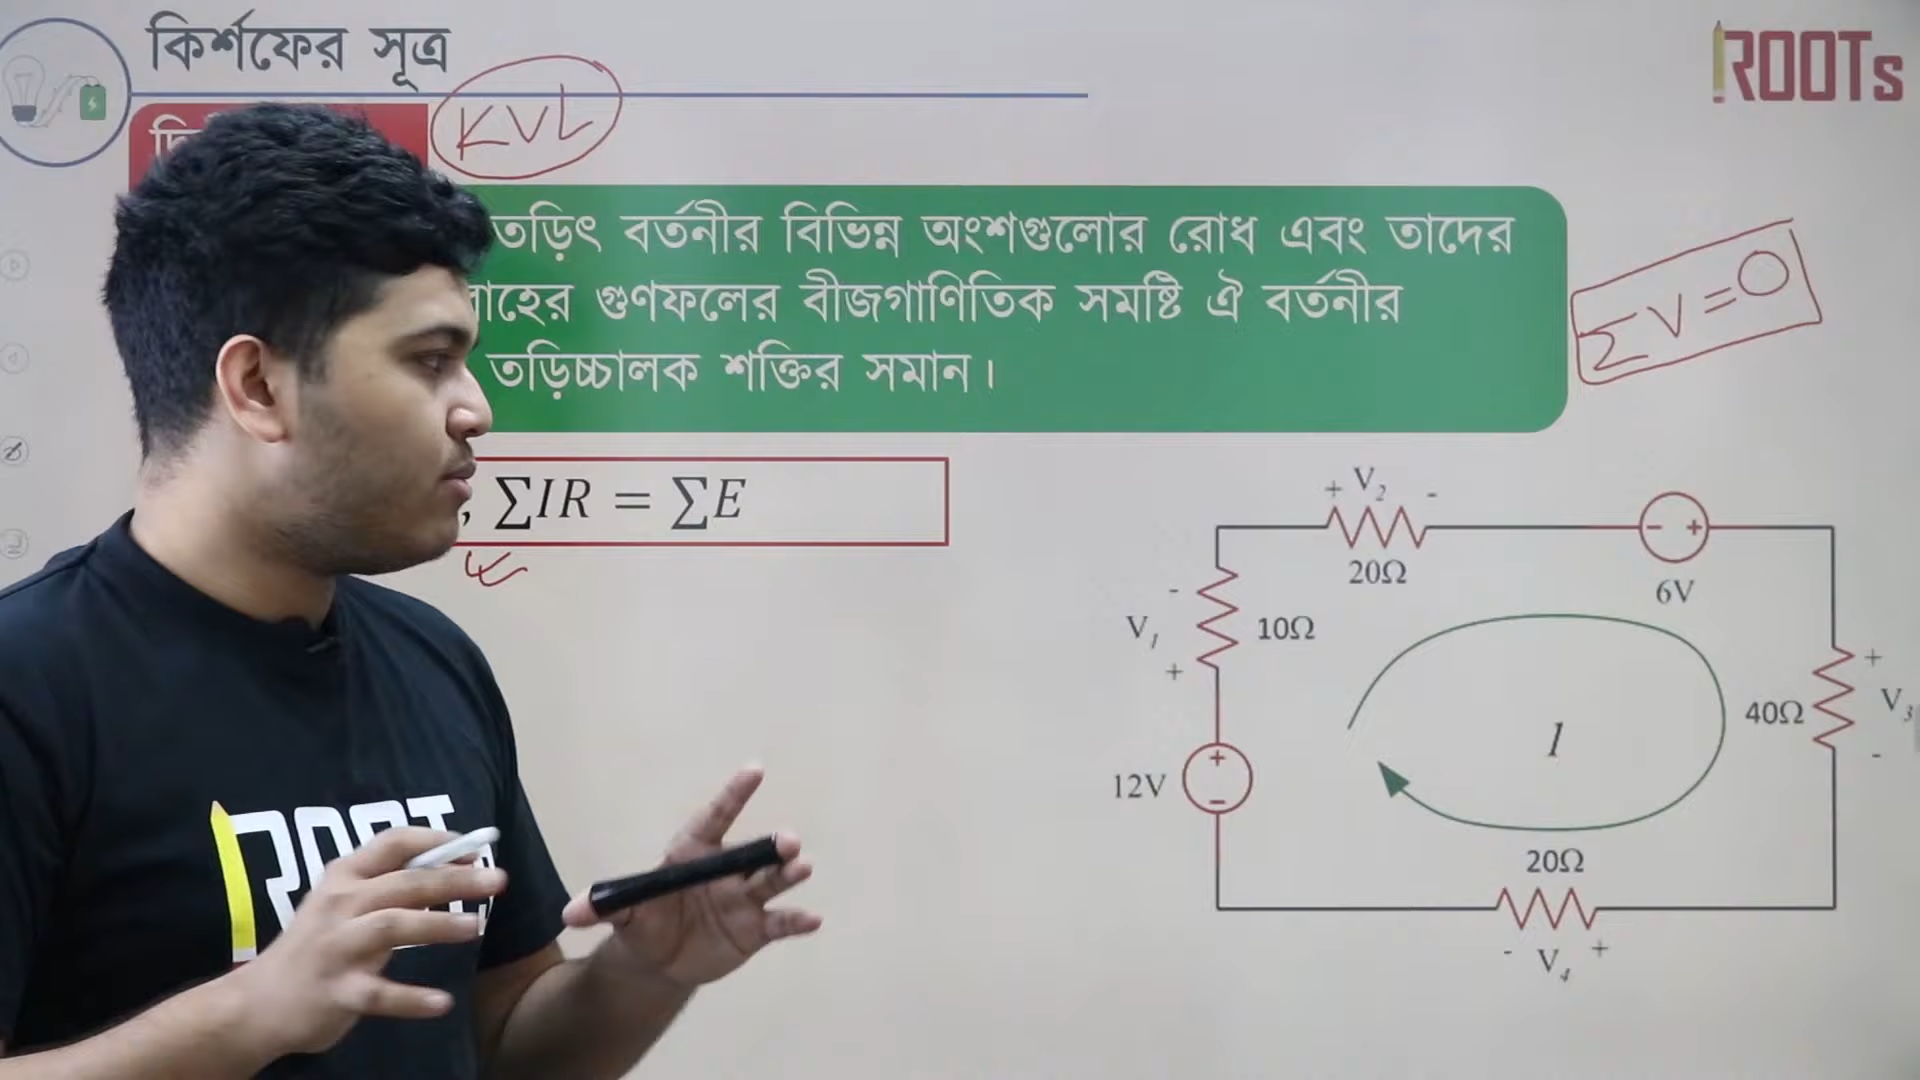 কির্শফের সূত্র
ROOTs
KVL
তড়িৎ বর্তনীর বিভিন্ন অংশগুলোর রোধ এবং তাদের
গুণফলের বীজগাণিতিক সমষ্টি ঐ বর্তনীর
তড়িচ্চালক শক্তির সমান।
ΣV=0
, ∑IR = ∑E
+ V₂ -
20Ω
- +
6V
-
V₁
+
10Ω
+
V₃
-
40Ω
I
+
-
12V
20Ω
- V₄ +